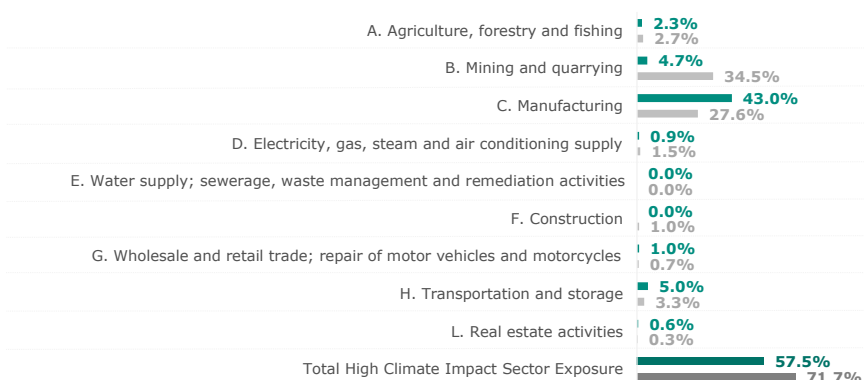 A. Agriculture, forestry and fishing
2.3%
2.7%
B. Mining and quarrying
4.7%
34.5%
C. Manufacturing
43.0%
27.6%
D. Electricity, gas, steam and air conditioning supply
0.9%
1.5%
E. Water supply; sewerage, waste management and remediation activities
0.0%
0.0%
F. Construction
0.0%
1.0%
G. Wholesale and retail trade; repair of motor vehicles and motorcycles
1.0%
0.7%
H. Transportation and storage
5.0%
3.3%
L. Real estate activities
0.6%
0.3%
Total High Climate Impact Sector Exposure
57.5%
71.7%